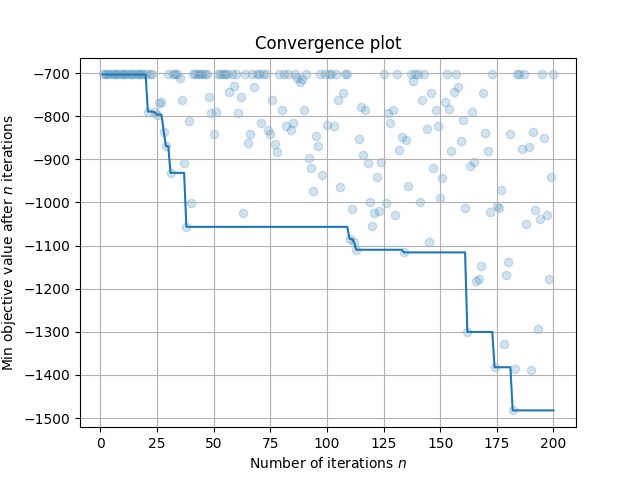 Convergence plot
Min objective value after n iterations
−700
−800
−900
−1000
−1100
−1200
−1300
−1400
−1500
0 25 50 75 100 125 150 175 200
Number of iterations n